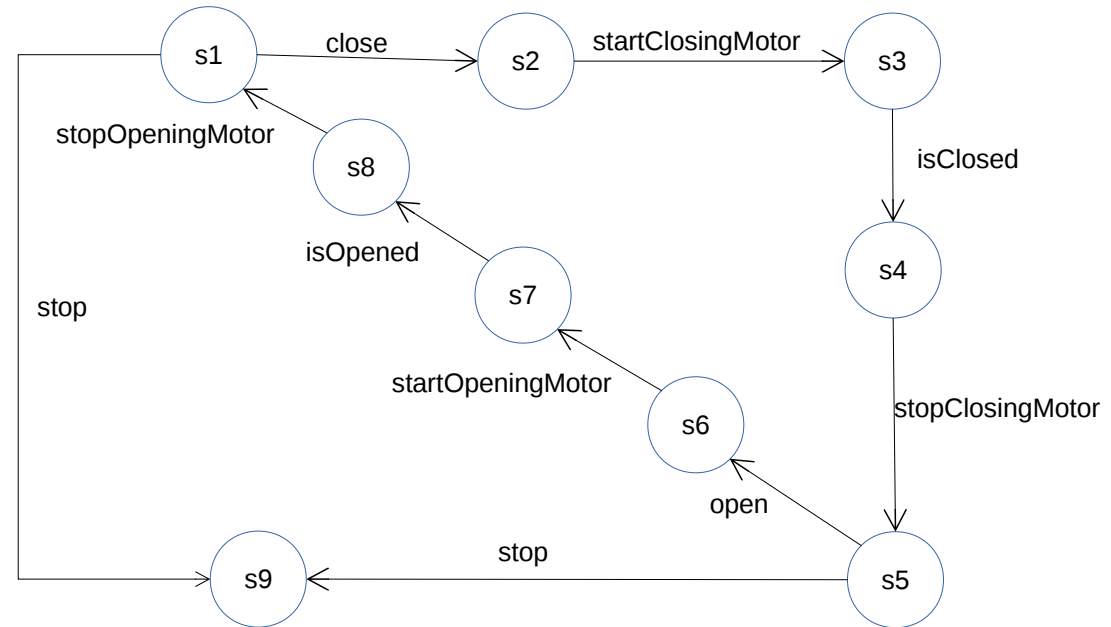 s1
close
s2
startClosingMotor
s3
stopOpeningMotor
s8
isClosed
isOpened
s4
s7
stop
startOpeningMotor
s6
stopClosingMotor
open
stop
s9
s5